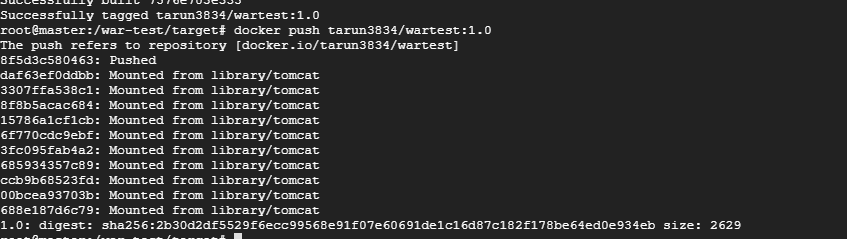 Successfully built 7576e703e333
Successfully tagged tarun3834/wartest:1.0
root@master:/war-test/target# docker push tarun3834/wartest:1.0
The push refers to repository [docker.io/tarun3834/wartest]
8f5d3c580463: Pushed
daf63ef0ddbb: Mounted from library/tomcat
3307ffa538c1: Mounted from library/tomcat
8f8b5acac684: Mounted from library/tomcat
15786a1cf1cb: Mounted from library/tomcat
6f770cdc9ebf: Mounted from library/tomcat
3fc095fab4a2: Mounted from library/tomcat
685934357c89: Mounted from library/tomcat
ccb9b68523fd: Mounted from library/tomcat
00bcea93703b: Mounted from library/tomcat
688e187d6c79: Mounted from library/tomcat
1.0: digest: sha256:2b30d2df5529f6ecc99568e91f07e60691de1c16d87c182f178be64ed0e934eb size: 2629
root@master:/war-test/target#